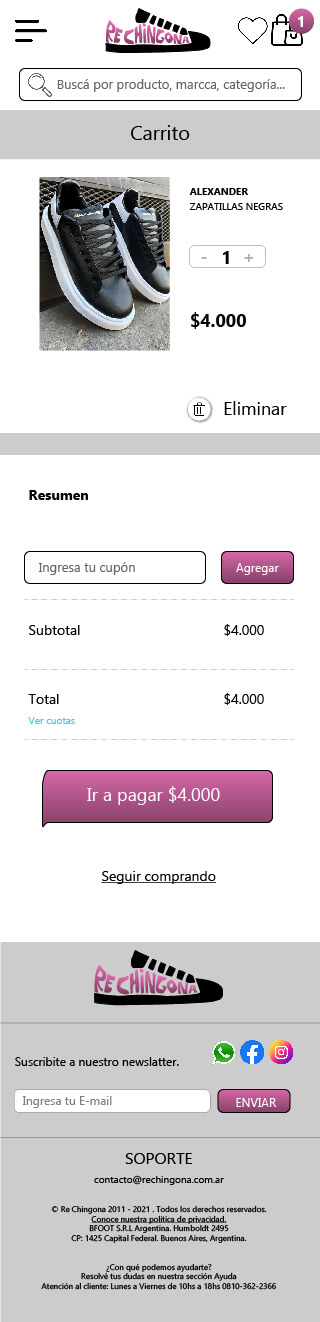 RE CHINGONA
1
Buscá por producto, marcca, categoría...
Carrito
ALEXANDER
ZAPATILLAS NEGRAS
- 1 +
$4.000
Eliminar
Resumen
Ingresa tu cupón
Agregar
Subtotal $4.000
Total $4.000
Ver cuotas
Ir a pagar $4.000
Seguir comprando
RE CHINGONA
Suscribite a nuestro newslatter.
Ingresa tu E-mail
ENVIAR
SOPORTE
contacto@rechingona.com.ar
© Re Chingona 2011 - 2021 . Todos los derechos reservados.
Conoce nuestra política de privacidad.
BFOOT S.R.L Argentina. Humboldt 2495
CP: 1425 Capital Federal. Buenos Aires, Argentina.
¿Con qué podemos ayudarte?
Resolvé tus dudas en nuestra sección Ayuda
Atención al cliente: Lunes a Viernes de 10hs a 18hs 0810-362-2366